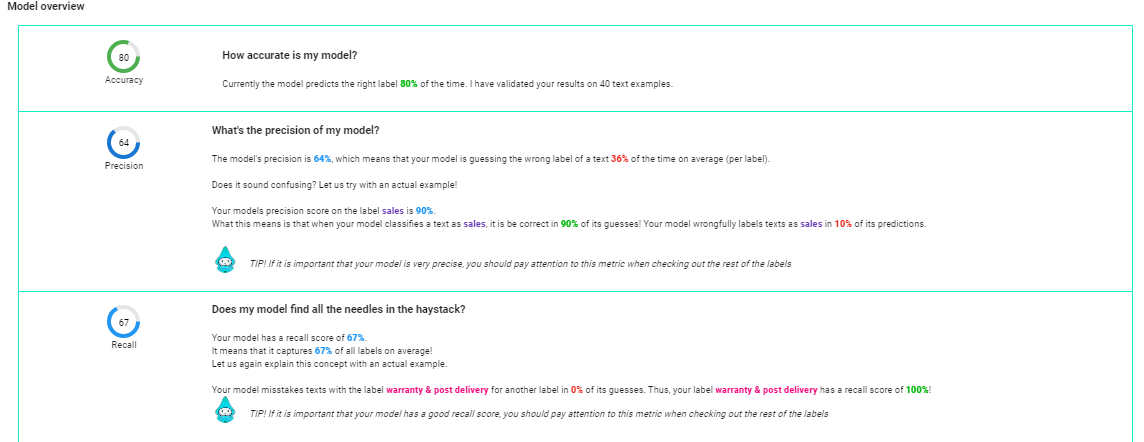 Model overview
80
Accuracy
How accurate is my model?
Currently the model predicts the right label 80% of the time. I have validated your results on 40 text examples.
64
Precision
What's the precision of my model?
The model's precision is 64%, which means that your model is guessing the wrong label of a text 36% of the time on average (per label).
Does it sound confusing? Let us try with an actual example!
Your models precision score on the label sales is 90%.
What this means is that when your model classifies a text as sales, it is be correct in 90% of its guesses! Your model wrongfully labels texts as sales in 10% of its predictions.
TIP! If it is important that your model is very precise, you should pay attention to this metric when checking out the rest of the labels
67
Recall
Does my model find all the needles in the haystack?
Your model has a recall score of 67%.
It means that it captures 67% of all labels on average!
Let us again explain this concept with an actual example.
Your model misstakes texts with the label warranty & post delivery for another label in 0% of its guesses. Thus, your label warranty & post delivery has a recall score of 100%!
TIP! If it is important that your model has a good recall score, you should pay attention to this metric when checking out the rest of the labels